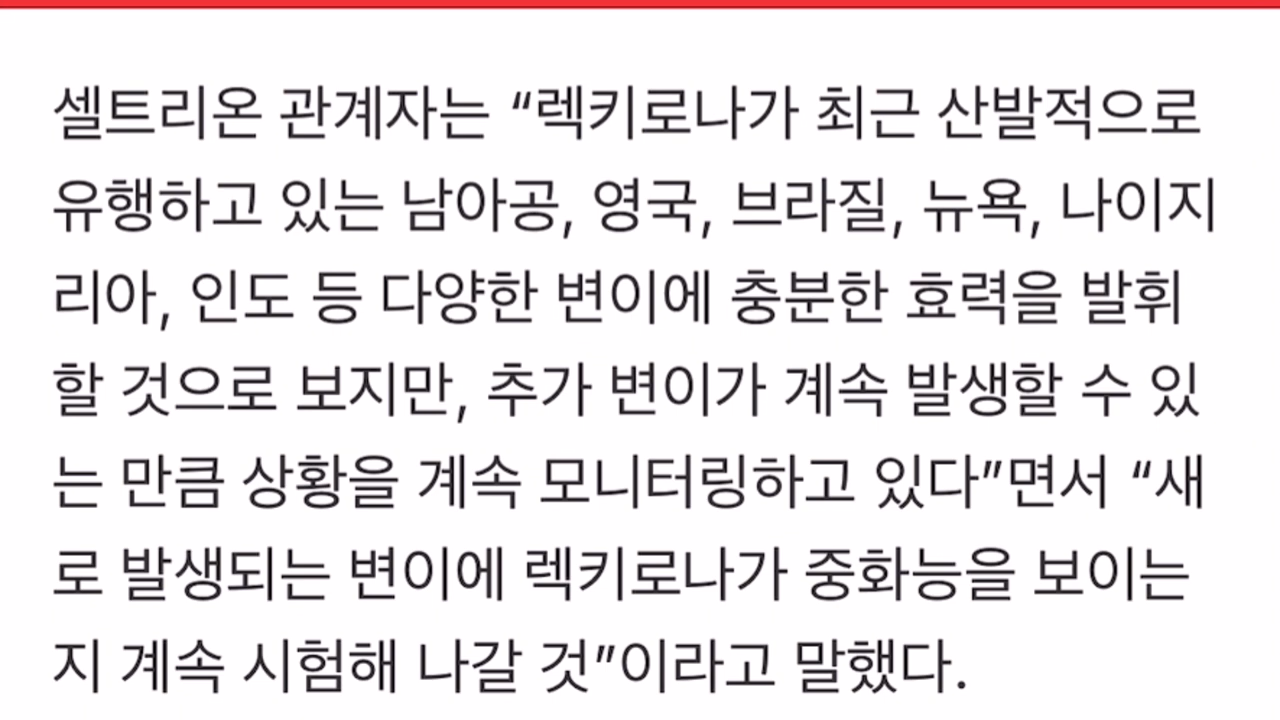 셀트리온 관계자는 “렉키로나가 최근 산발적으로
유행하고 있는 남아공, 영국, 브라질, 뉴욕, 나이지
리아, 인도 등 다양한 변이에 충분한 효력을 발휘
할 것으로 보지만, 추가 변이가 계속 발생할 수 있
는 만큼 상황을 계속 모니터링하고 있다”면서 “새
로 발생되는 변이에 렉키로나가 중화능을 보이는
지 계속 시험해 나갈 것”이라고 말했다.